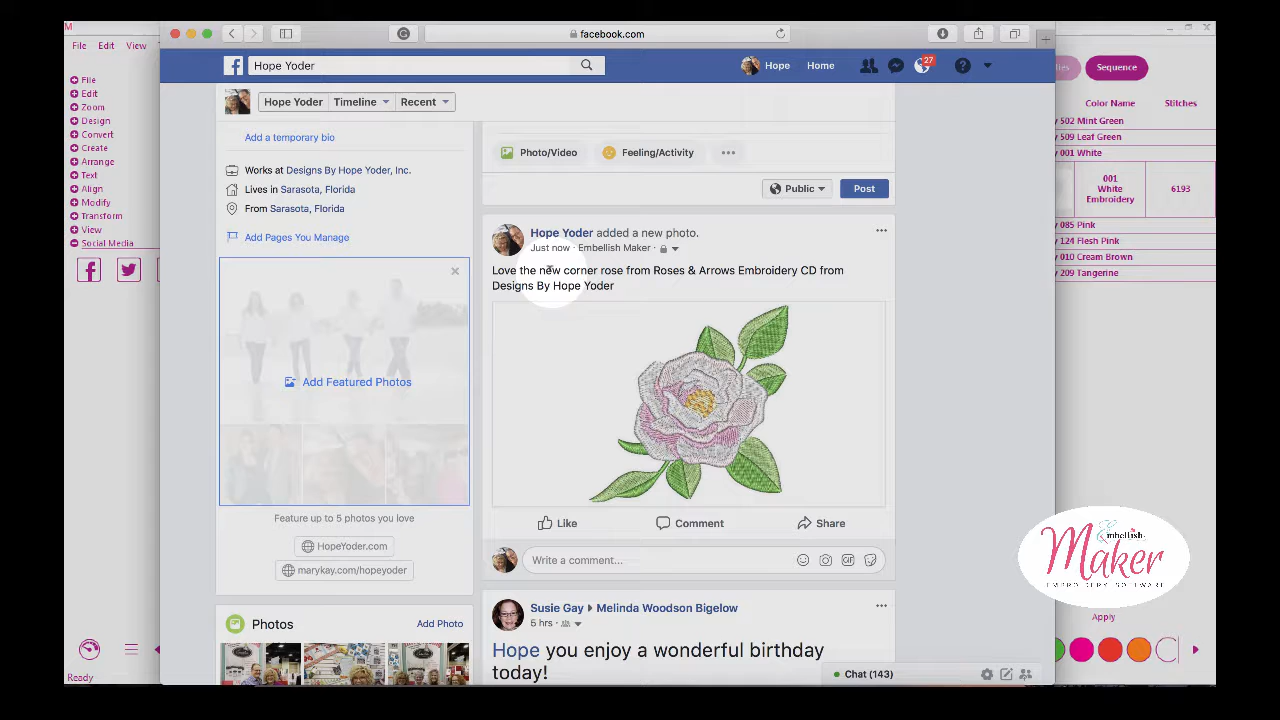 M
facebook.com
File Edit View
Hope Yoder
Hope Home 27
Sequence
Hope Yoder Timeline Recent
Color Name Stitches
File
Edit
Zoom
Design
Convert
Create
Arrange
Text
Align
Modify
Transform
View
Social Media
Add a temporary bio
Works at Designs By Hope Yoder, Inc.
Lives in Sarasota, Florida
From Sarasota, Florida
Add Pages You Manage
Add Featured Photos
Feature up to 5 photos you love
HopeYoder.com
marykay.com/hopeyoder
Photos Add Photo
Photo/Video Feeling/Activity
Public Post
Hope Yoder added a new photo.
Just now · Embellish Maker ·
Love the new corner rose from Roses & Arrows Embroidery CD from
Designs By Hope Yoder
Like Comment Share
Write a comment...
GIF
Susie Gay Melinda Woodson Bigelow
5 hrs ·
Hope you enjoy a wonderful birthday
today!
Chat (143)
502 Mint Green
509 Leaf Green
001 White
001
White
Embroidery
6193
085 Pink
124 Flesh Pink
010 Cream Brown
209 Tangerine
Embellish
Maker
EMBROIDERY SOFTWARE
Apply
Ready